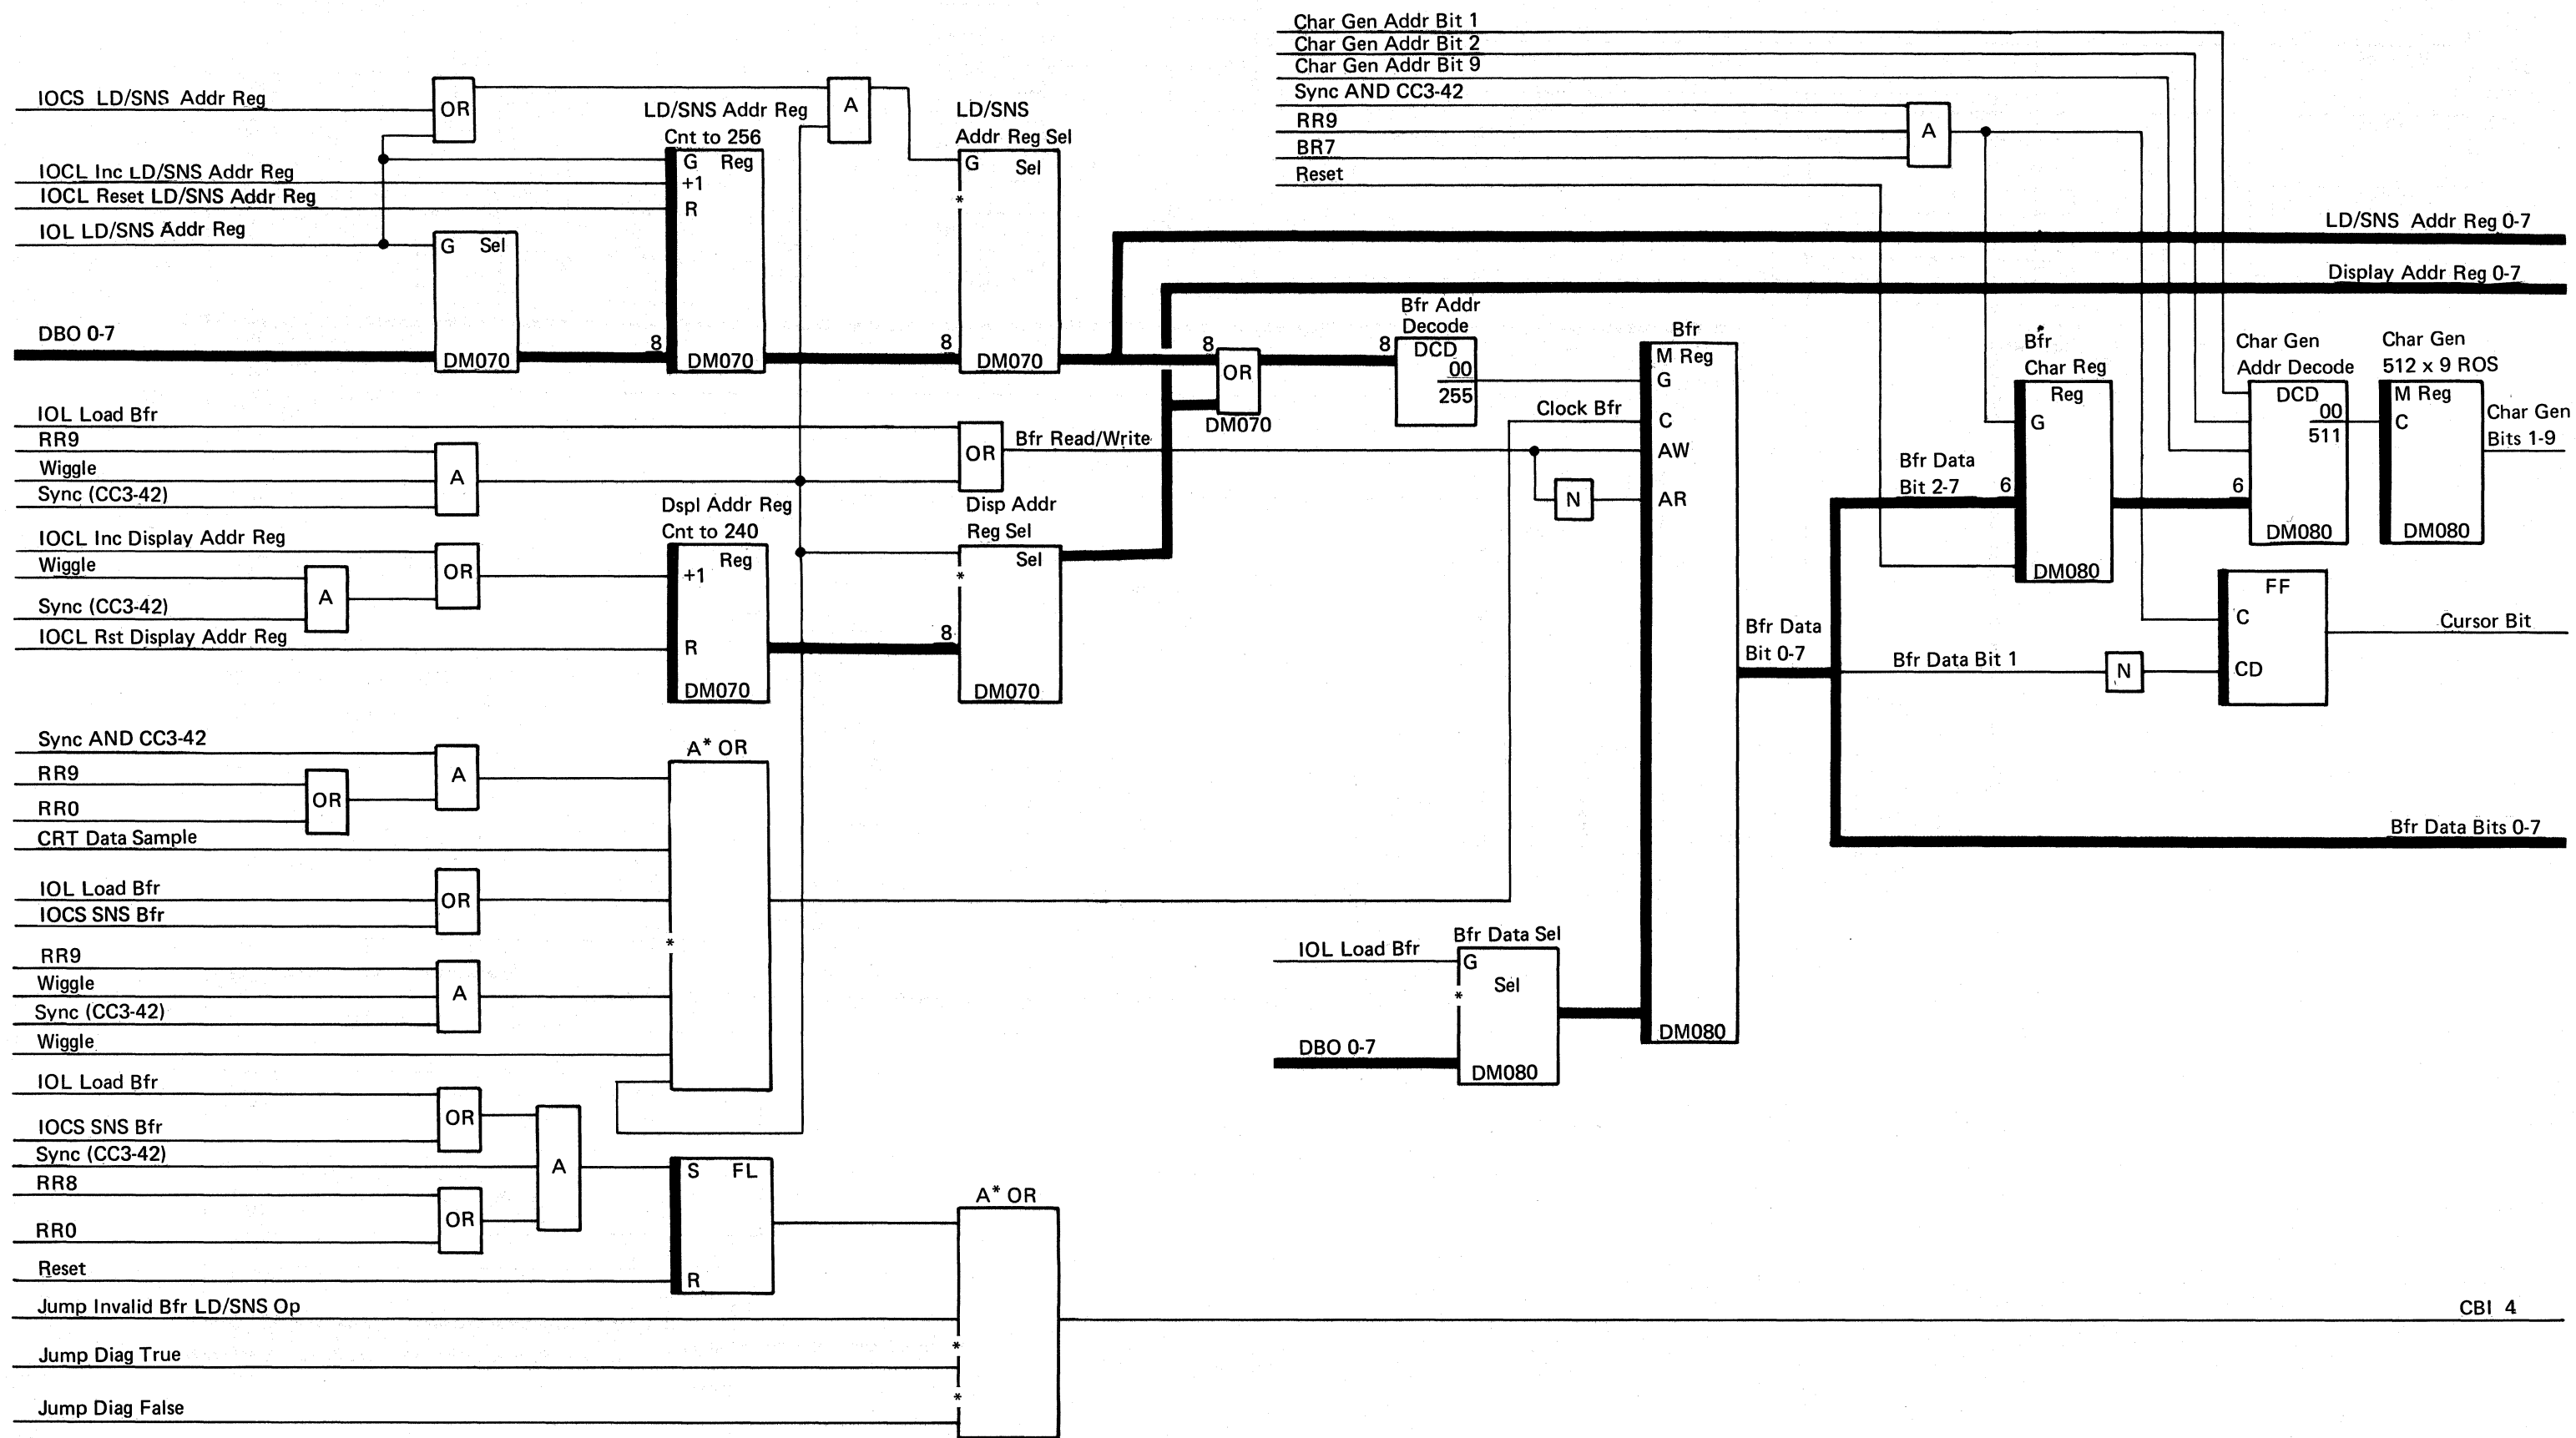 Char Gen Addr Bit 1
Char Gen Addr Bit 2
Char Gen Addr Bit 9
Sync AND CC3-42
RR9
BR7
Reset
A
IOCS LD/SNS Addr Reg
OR
A
LD/SNS Addr Reg
Cnt to 256
LD/SNS
Addr Reg Sel
IOCL Inc LD/SNS Addr Reg
IOCL Reset LD/SNS Addr Reg
IOL LD/SNS Addr Reg
G Reg
+1
R
G
Sel
*
G Sel
LD/SNS Addr Reg 0-7
Display Addr Reg 0-7
DBO 0-7
DM070
8
DM070
8
DM070
8
OR
DM070
Bfr Addr
Decode
8
DCD
00
255
Bfr
M Reg
G
C
AW
AR
DM080
Clock Bfr
Bfr
Char Reg
Reg
G
DM080
Char Gen
Addr Decode
DCD
00
511
DM080
Char Gen
512 x 9 ROS
M Reg
C
DM080
Char Gen
Bits 1-9
IOL Load Bfr
RR9
Wiggle
Sync (CC3-42)
A
OR
Bfr Read/Write
N
Bfr Data
Bit 2-7
6
6
IOCL Inc Display Addr Reg
Wiggle
Sync (CC3-42)
IOCL Rst Display Addr Reg
A
OR
Dspl Addr Reg
Cnt to 240
Reg
+1
R
DM070
Disp Addr
Reg Sel
Sel
*
8
DM070
Bfr Data
Bit 0-7
Bfr Data Bit 1
N
FF
C
CD
Cursor Bit
Sync AND CC3-42
RR9
RR0
OR
A
A* OR
CRT Data Sample
IOL Load Bfr
IOCS SNS Bfr
OR
*
RR9
Wiggle
Sync (CC3-42)
A
Wiggle
Bfr Data Bits 0-7
IOL Load Bfr
Bfr Data Sel
G
Sel
*
DBO 0-7
DM080
IOL Load Bfr
IOCS SNS Bfr
OR
Sync (CC3-42)
A
RR8
RR0
OR
Reset
S FL
R
A* OR
Jump Invalid Bfr LD/SNS Op
*
Jump Diag True
*
Jump Diag False
CBI 4